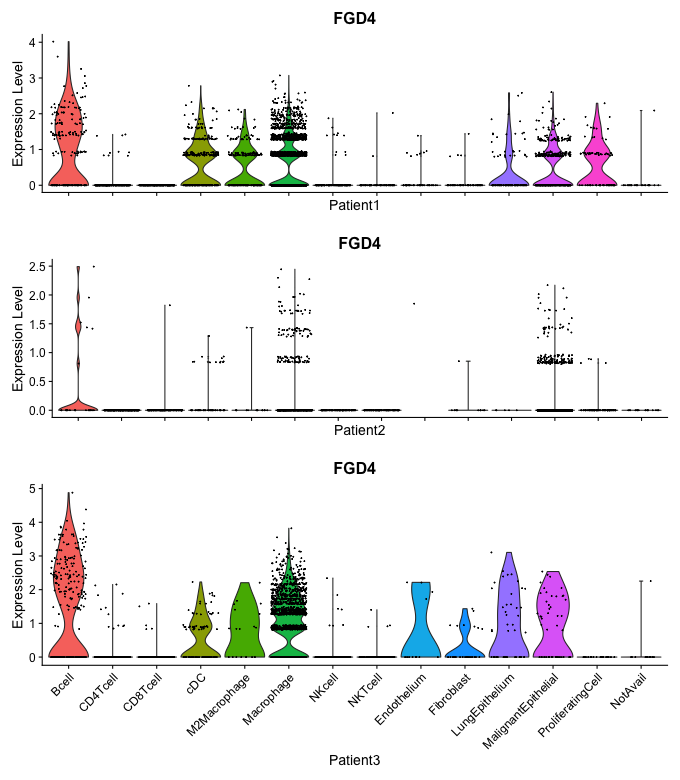 FGD4
Expression Level
4
3
2
1
0
Patient1
FGD4
Expression Level
2.5
2.0
1.5
1.0
0.5
0.0
Patient2
FGD4
Expression Level
5
4
3
2
1
0
Bcell
CD4Tcell
CD8Tcell
cDC
M2Macrophage
Macrophage
NKcell
NKTcell
Endothelium
Fibroblast
LungEpithelium
MalignantEpithelial
ProliferatingCell
NotAvail
Patient3